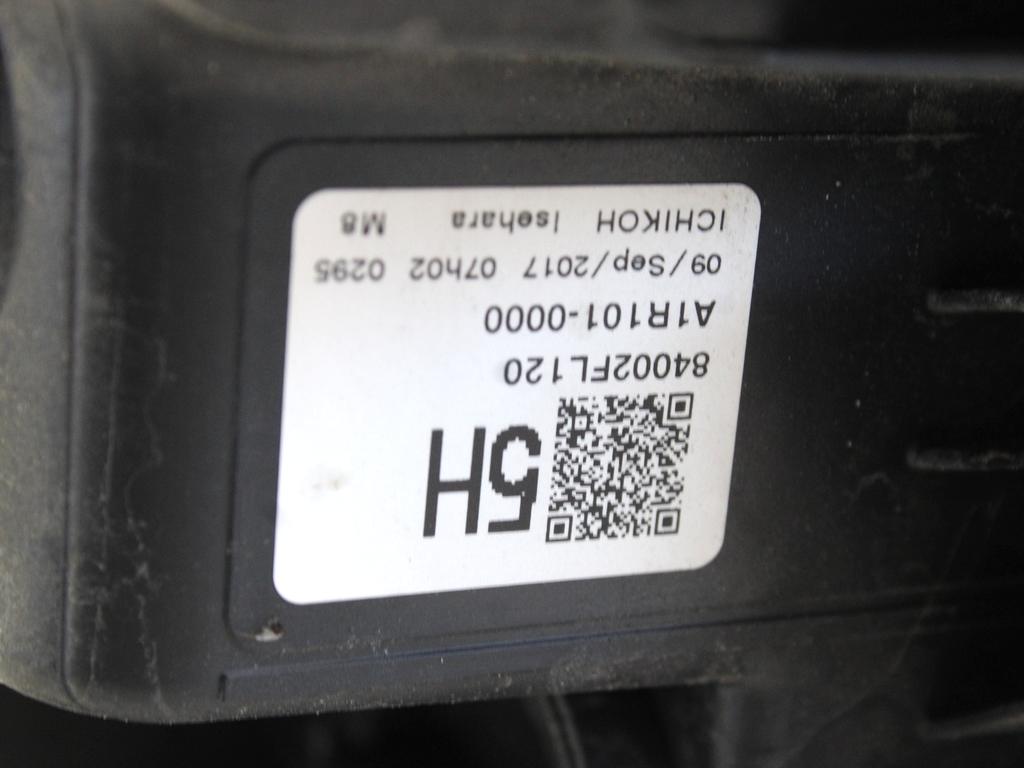 5H
84002FL120
A1R101-0000
09/Sep/2017 07h02 0295
ICHIKOH Isehara M8